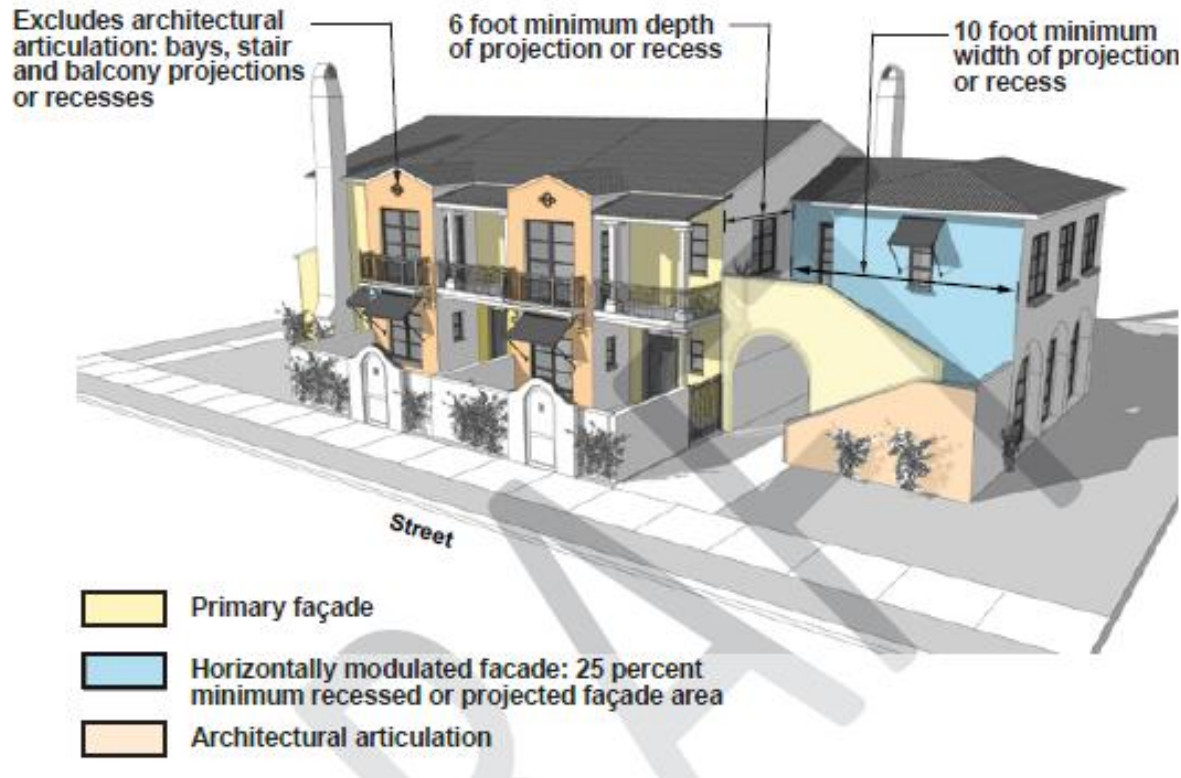 Excludes architectural
articulation: bays, stair
and balcony projections
or recesses
6 foot minimum depth
of projection or recess
10 foot minimum
width of projection
or recess
Street
Primary façade
Horizontally modulated facade: 25 percent
minimum recessed or projected façade area
Architectural articulation